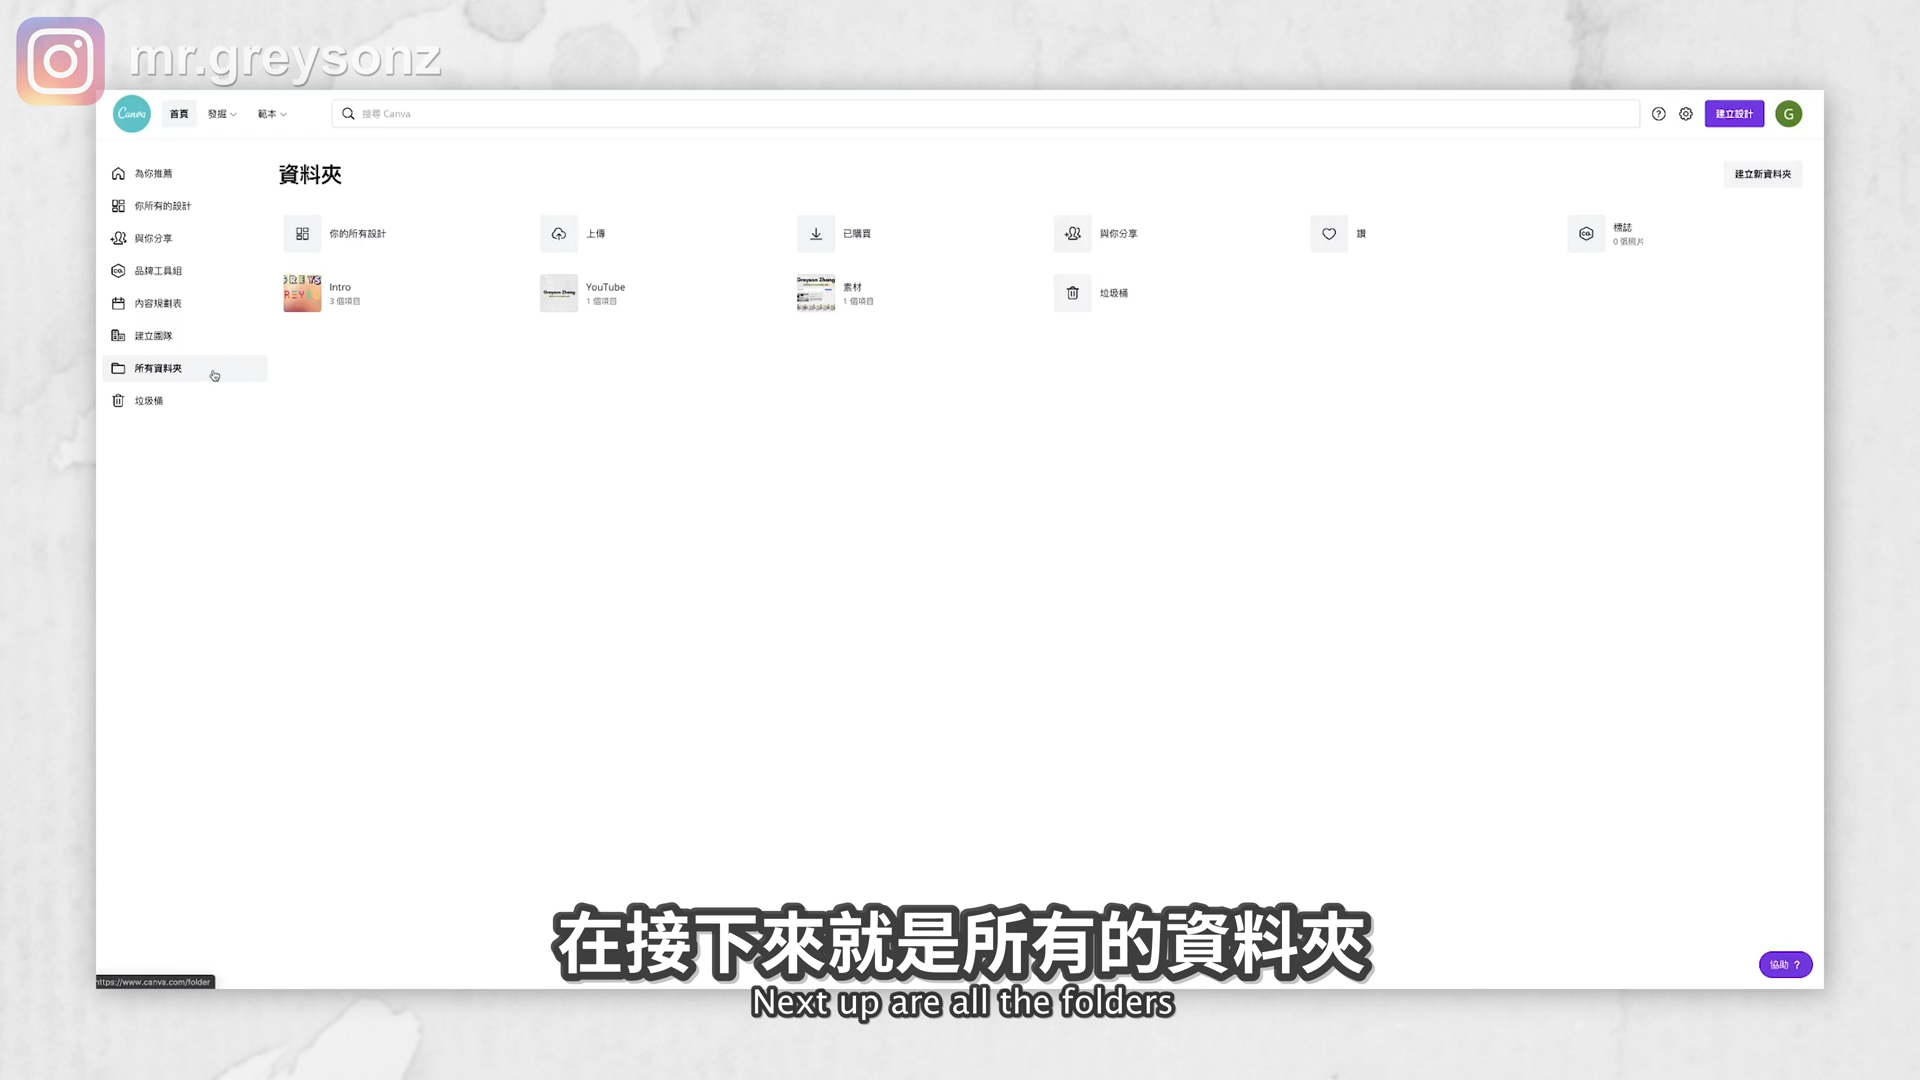 mr.greysonz
Canva
首頁
發掘
範本
搜尋 Canva
建立設計
G
為你推薦
你所有的設計
與你分享
品牌工具組
內容規劃表
建立團隊
所有資料夾
垃圾桶
資料夾
建立新資料夾
你的所有設計
上傳
已購買
與你分享
讚
標誌
0 張照片
Intro
3 個項目
YouTube
1 個項目
素材
1 個項目
垃圾桶
Greyson Zhang
在接下來就是所有的資料夾
Next up are all the folders
協助 ?
https://www.canva.com/folder